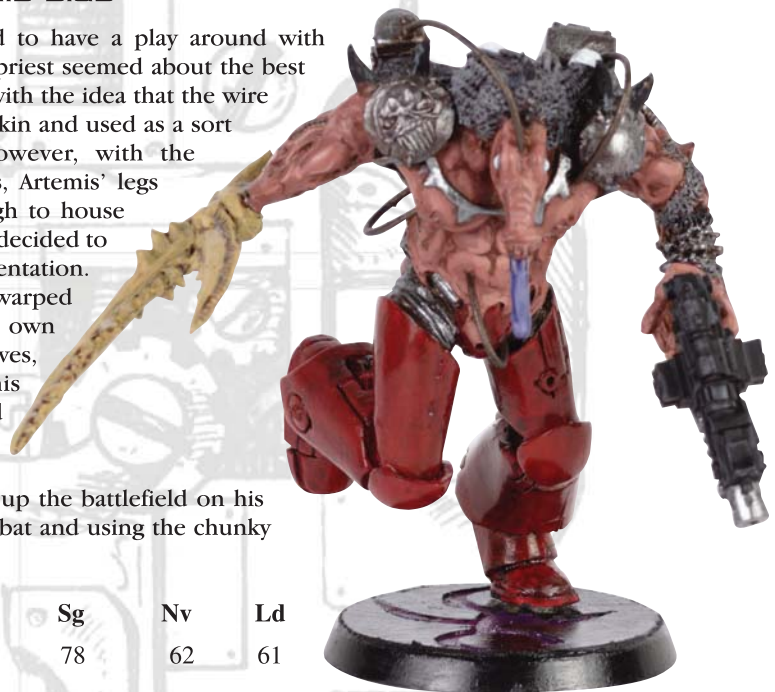 d to have a play around with
priest seemed about the best
with the idea that the wire
kin and used as a sort
owever, with the
s, Artemis' legs
gh to house
decided to
entation.
warped
own
ves,
his
d
up the battlefield on his
bat and using the chunky
Sg Nv Ld
78 62 61